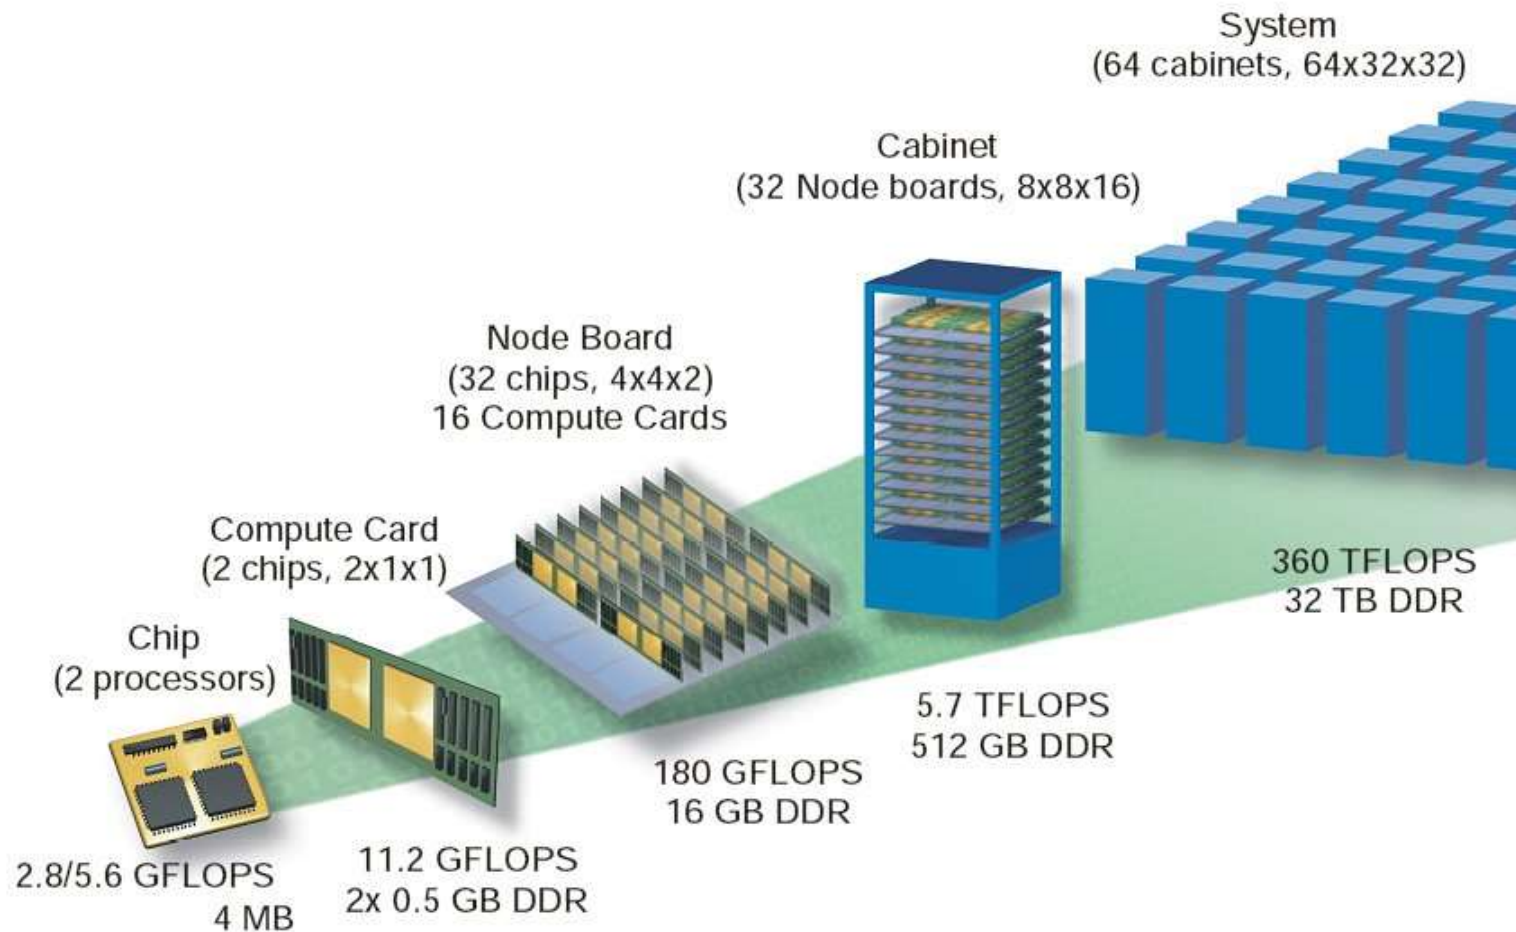 System
(64 cabinets, 64x32x32)
Cabinet
(32 Node boards, 8x8x16)
Node Board
(32 chips, 4x4x2)
16 Compute Cards
Compute Card
(2 chips, 2x1x1)
Chip
(2 processors)
2.8/5.6 GFLOPS
4 MB
11.2 GFLOPS
2x 0.5 GB DDR
180 GFLOPS
16 GB DDR
5.7 TFLOPS
512 GB DDR
360 TFLOPS
32 TB DDR